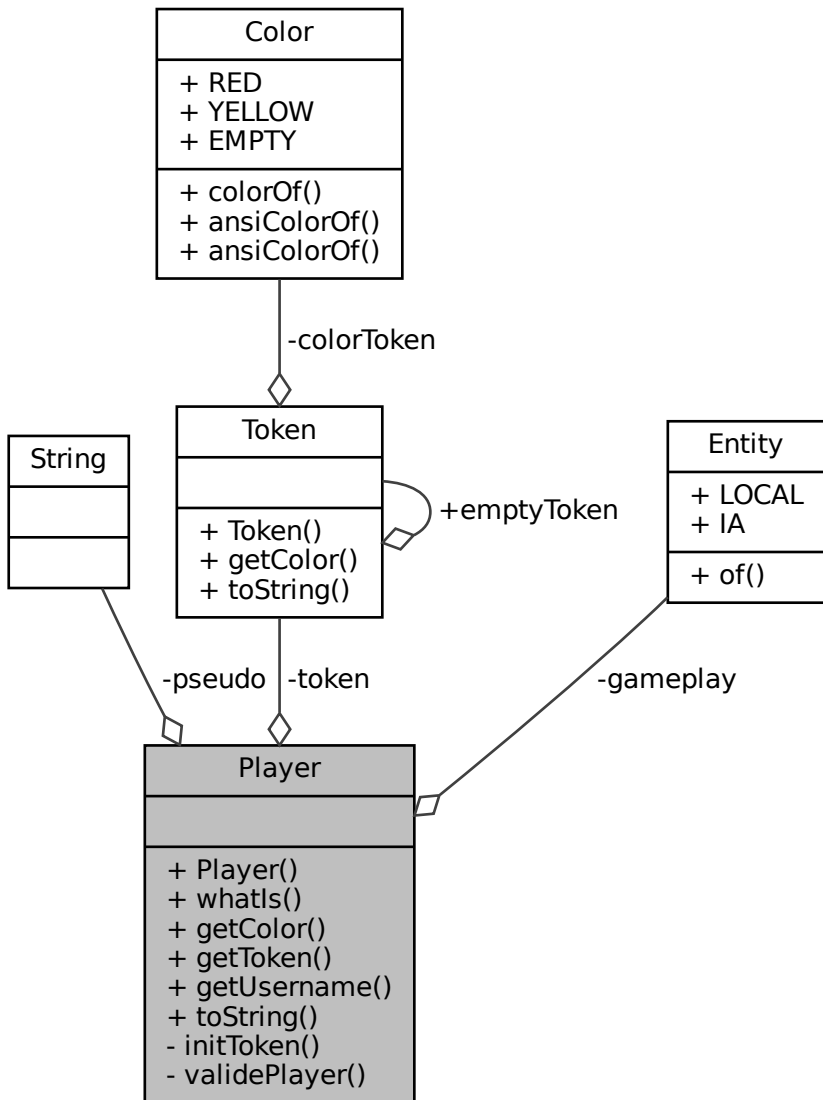 Color
+ RED
+ YELLOW
+ EMPTY
+ colorOf()
+ ansiColorOf()
+ ansiColorOf()
-colorToken
Token
+ Token()
+ getColor()
+ toString()
+emptyToken
String
Entity
+ LOCAL
+ IA
+ of()
-pseudo
-token
-gameplay
Player
+ Player()
+ whatIs()
+ getColor()
+ getToken()
+ getUsername()
+ toString()
- initToken()
- validePlayer()